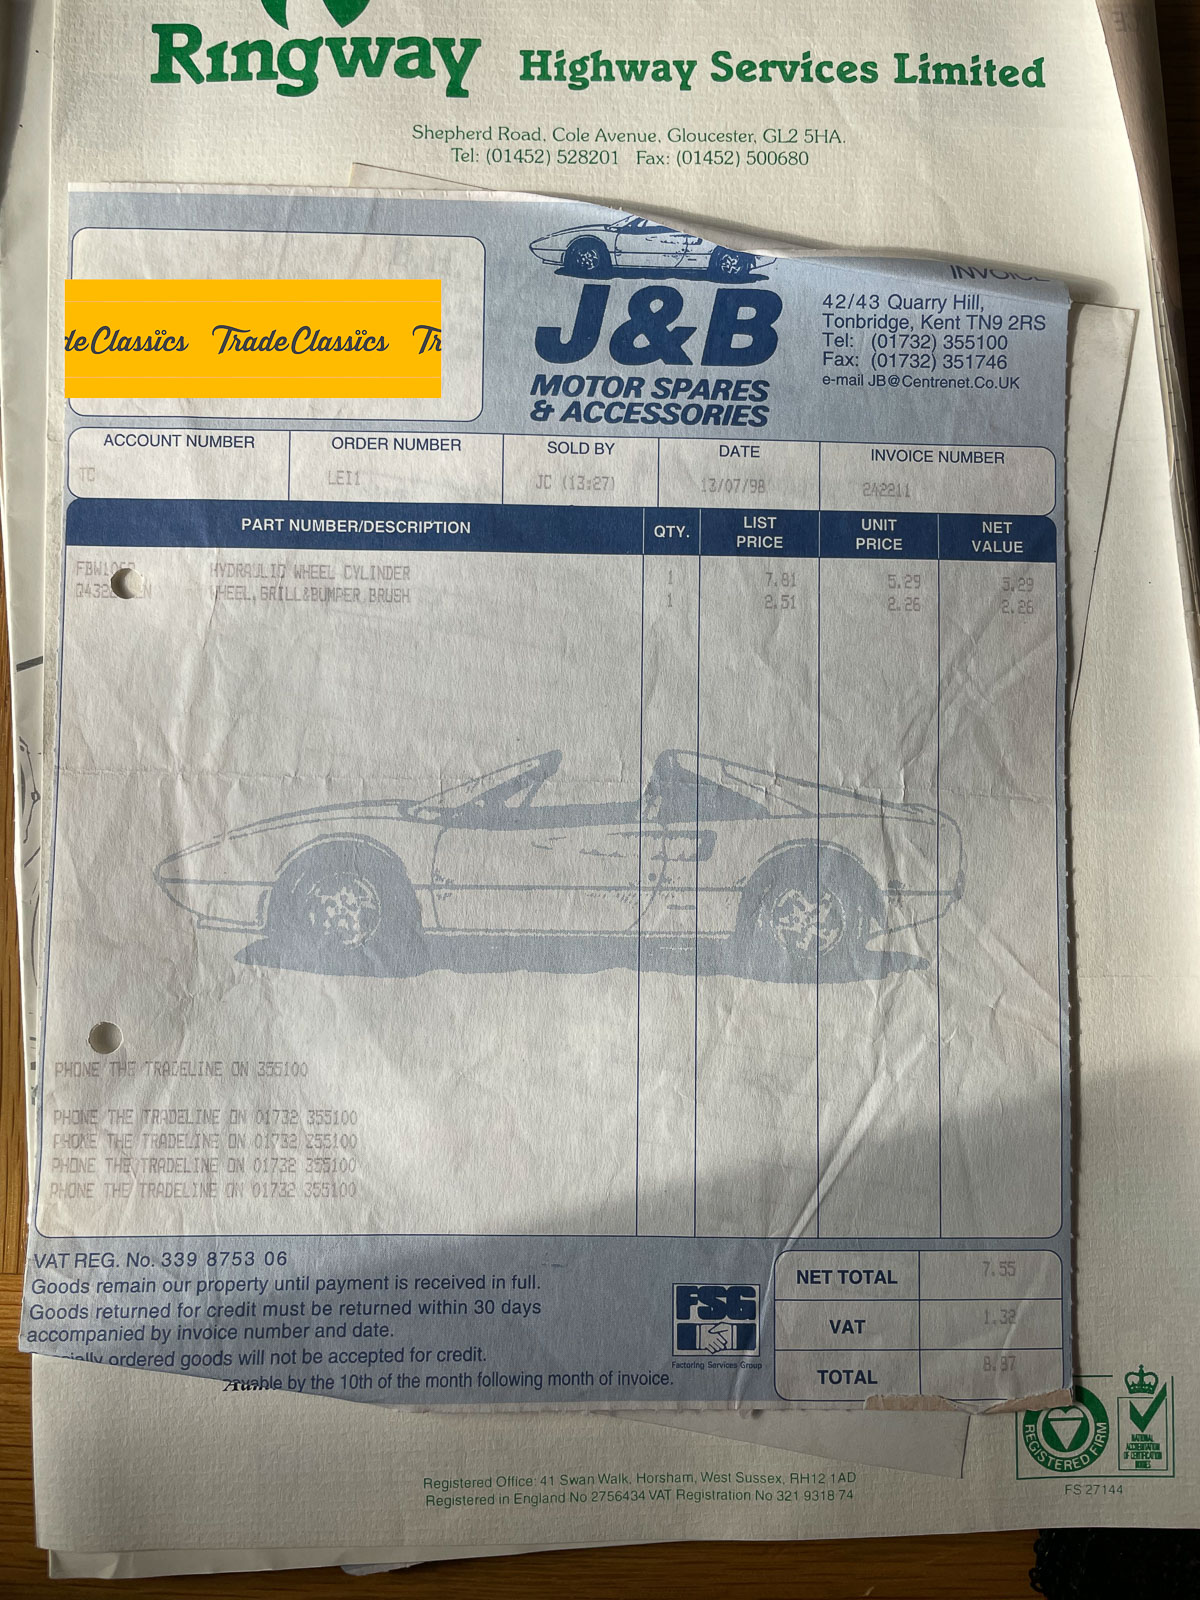 Ringway Highway Services Limited
Shepherd Road, Cole Avenue, Gloucester, GL2 5HA.
Tel: (01452) 528201 Fax: (01452) 500680
INVOICE
deClassics TradeClassics Tr
J&B
MOTOR SPARES
& ACCESSORIES
42/43 Quarry Hill,
Tonbridge, Kent TN9 2RS
Tel: (01732) 355100
Fax: (01732) 351746
e-mail JB@Centrenet.Co.UK
ACCOUNT NUMBER ORDER NUMBER SOLD BY DATE INVOICE NUMBER
TC LEI1 JC (13:27) 13/07/98 242211
PART NUMBER/DESCRIPTION QTY. LIST PRICE UNIT PRICE NET VALUE
HYDRAULIC WHEEL CYLINDER 1 7.81 5.29 5.29
WHEEL,GRILL&BUMPER BRUSH 1 2.51 2.26 2.26
PHONE THE TRADELINE ON 355100
PHONE THE TRADELINE ON 01732 355100
PHONE THE TRADELINE ON 01732 355100
PHONE THE TRADELINE ON 01732 355100
PHONE THE TRADELINE ON 01732 355100
VAT REG. No. 339 8753 06
Goods remain our property until payment is received in full.
Goods returned for credit must be returned within 30 days
accompanied by invoice number and date.
ordered goods will not be accepted for credit.
by the 10th of the month following month of invoice.
FSG
Factoring Services Group
NET TOTAL 7.55
VAT 1.32
TOTAL 8.87
REGISTERED FIRM
NATIONAL
ACCREDITATION
OF CERTIFICATION
BODIES
FS 27144
Registered Office: 41 Swan Walk, Horsham, West Sussex, RH12 1AD
Registered in England No 2756434 VAT Registration No 321 9318 74